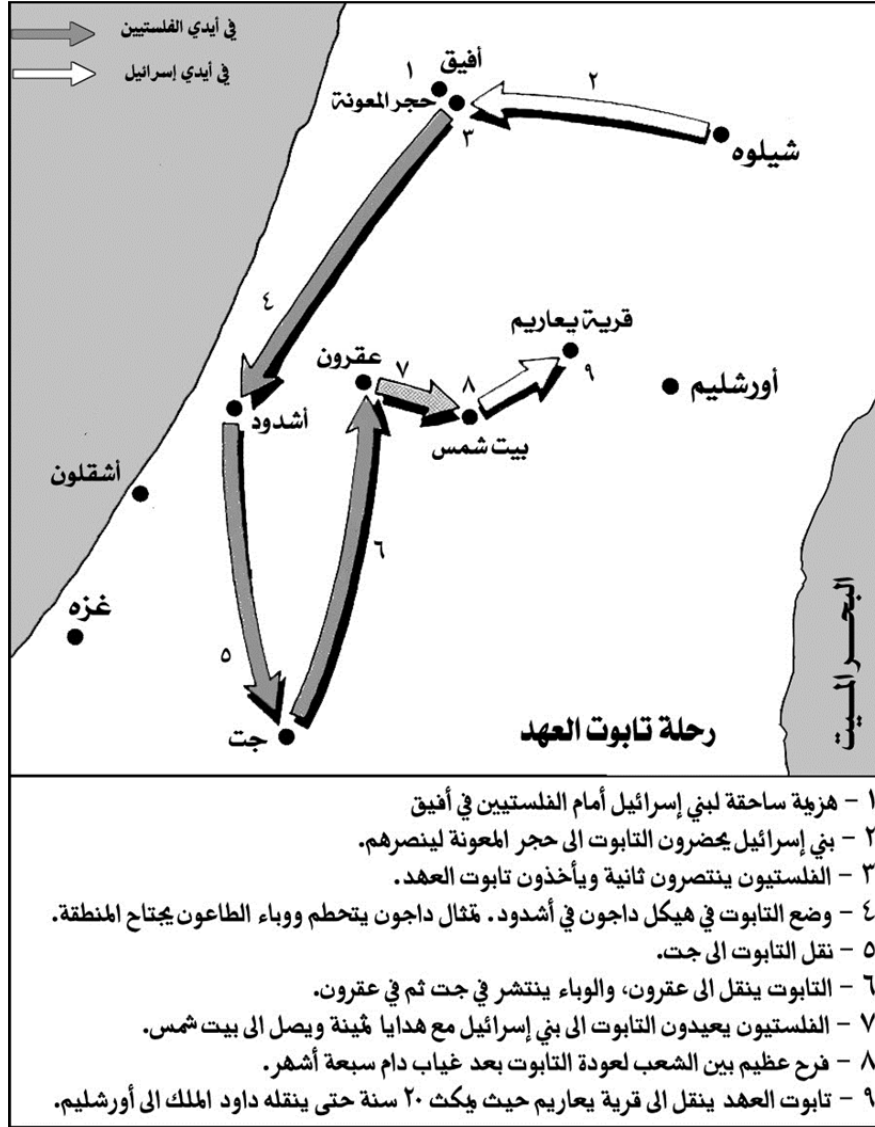 في أيدي الفلستيين
في أيدي إسرائيل
أفيق
١
حجر المعونة
٢
شيلوه
٣
٤
قرية يعاريم
عقرون
٧
٨
٩
أورشليم
أشدود
بيت شمس
أشقلون
٦
غزه
٥
البحر الميت
جت
رحلة تابوت العهد
١ - هزيمة ساحقة لبني إسرائيل أمام الفلستيين في أفيق
٢ - بني إسرائيل يحضرون التابوت الى حجر المعونة لينصرهم.
٣ - الفلستيون ينتصرون ثانية ويأخذون تابوت العهد.
٤ - وضع التابوت في هيكل داجون في أشدود. تمثال داجون يتحطم ووباء الطاعون يجتاح المنطقة.
٥ - نقل التابوت الى جت.
٦ - التابوت ينقل الى عقرون، والوباء ينتشر في جت ثم في عقرون.
٧ - الفلستيون يعيدون التابوت الى بني إسرائيل مع هدايا ثمينة ويصل الى بيت شمس.
٨ - فرح عظيم بين الشعب لعودة التابوت بعد غياب دام سبعة أشهر.
٩ - تابوت العهد ينقل الى قرية يعاريم حيث يمكث ٢٠ سنة حتى ينقله داود الملك الى أورشليم.